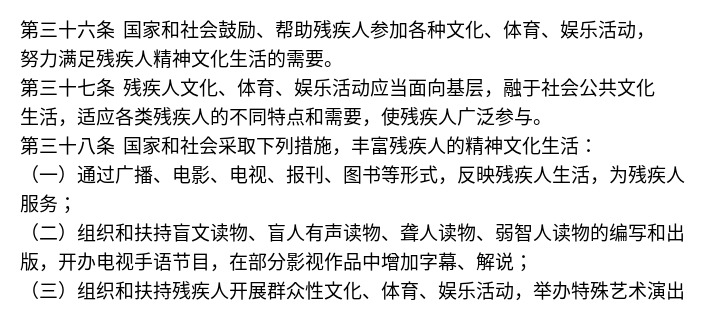 第三十六条 国家和社会鼓励、帮助残疾人参加各种文化、体育、娱乐活动，
努力满足残疾人精神文化生活的需要。
第三十七条 残疾人文化、体育、娱乐活动应当面向基层，融于社会公共文化
生活，适应各类残疾人的不同特点和需要，使残疾人广泛参与。
第三十八条 国家和社会采取下列措施，丰富残疾人的精神文化生活：
（一）通过广播、电影、电视、报刊、图书等形式，反映残疾人生活，为残疾人
服务；
（二）组织和扶持盲文读物、盲人有声读物、聋人读物、弱智人读物的编写和出
版，开办电视手语节目，在部分影视作品中增加字幕、解说；
（三）组织和扶持残疾人开展群众性文化、体育、娱乐活动，举办特殊艺术演出